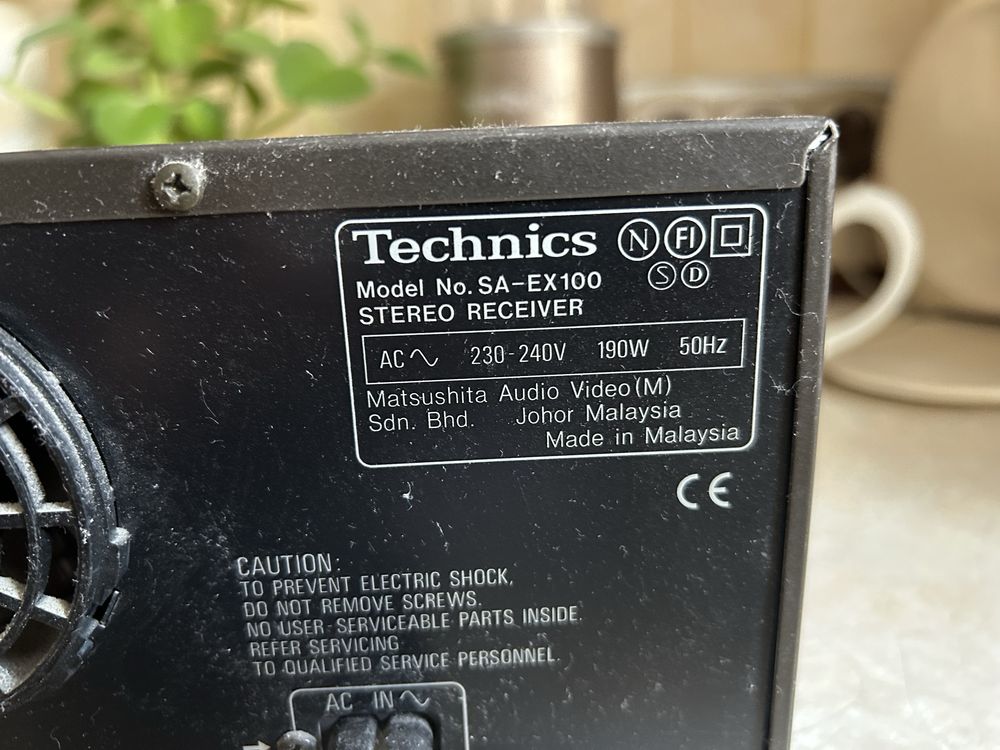 Technics N FI
S D
Model No. SA-EX100
STEREO RECEIVER
AC 230-240V 190W 50Hz
Matsushita Audio Video(M)
Sdn. Bhd. Johor Malaysia
Made in Malaysia
CE
CAUTION:
TO PREVENT ELECTRIC SHOCK,
DO NOT REMOVE SCREWS.
NO USER-SERVICEABLE PARTS INSIDE.
REFER SERVICING
TO QUALIFIED SERVICE PERSONNEL.
AC IN